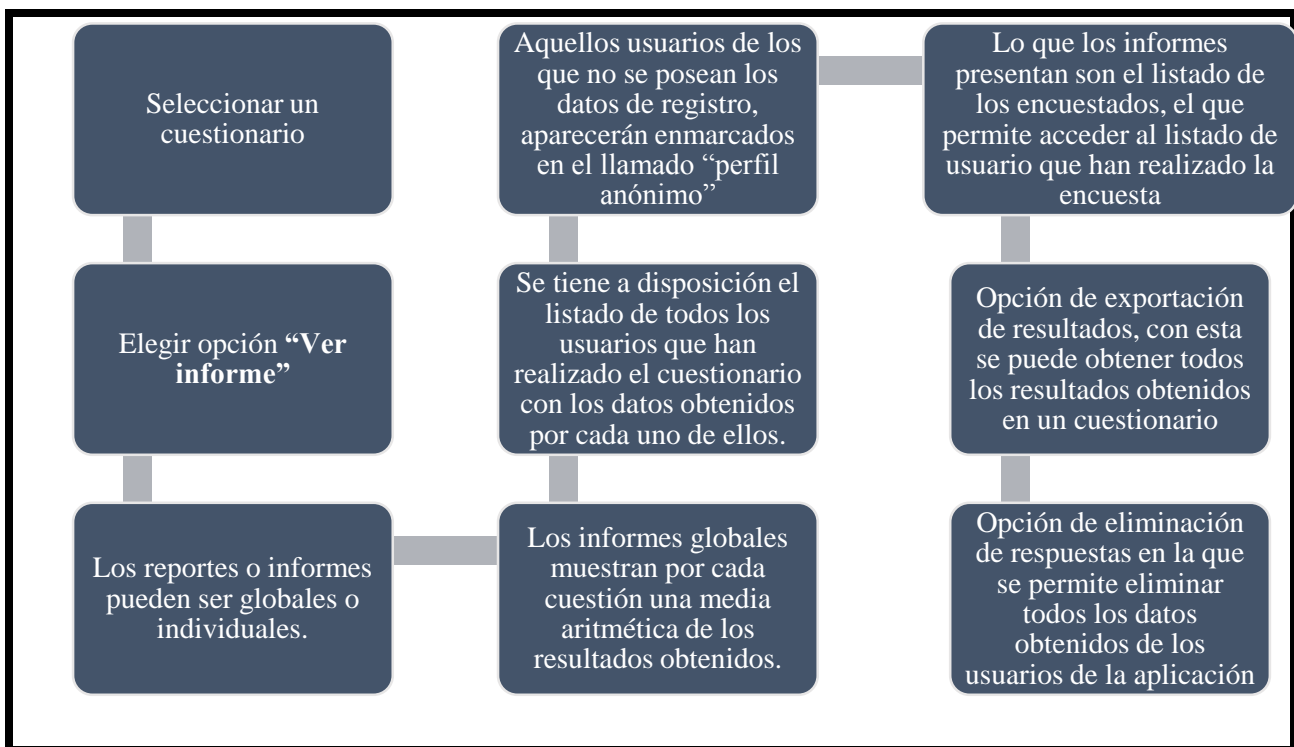 Seleccionar un
cuestionario
Elegir opción “Ver
informe”
Los reportes o informes
pueden ser globales o
individuales.
Los informes globales
muestran por cada
cuestión una media
aritmética de los
resultados obtenidos.
Se tiene a disposición el
listado de todos los
usuarios que han
realizado el cuestionario
con los datos obtenidos
por cada uno de ellos.
Aquellos usuarios de los
que no se posean los
datos de registro,
aparecerán enmarcados
en el llamado “perfil
anónimo”
Lo que los informes
presentan son el listado de
los encuestados, el que
permite acceder al listado de
usuario que han realizado la
encuesta
Opción de exportación
de resultados, con esta
se puede obtener todos
los resultados obtenidos
en un cuestionario
Opción de eliminación
de respuestas en la que
se permite eliminar
todos los datos
obtenidos de los
usuarios de la aplicación